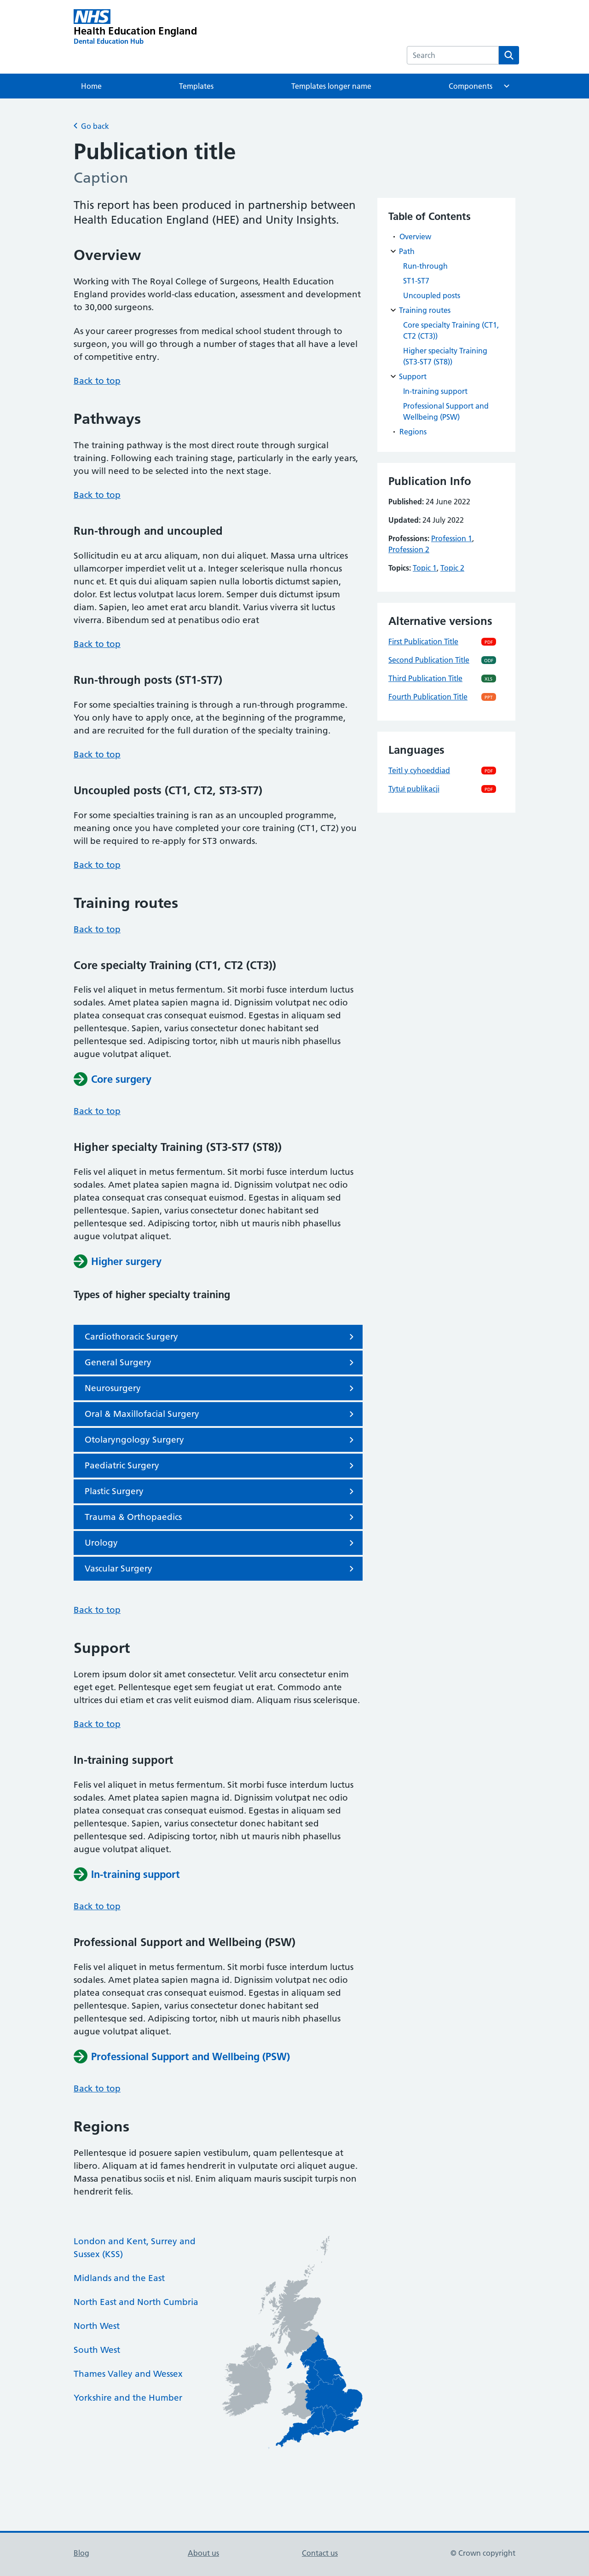 NHS
Health Education England
Dental Education Hub
Search
Home
Templates
Templates longer name
Components
Go back
Publication title
Caption
This report has been produced in partnership between
Health Education England (HEE) and Unity Insights.
Overview
Working with The Royal College of Surgeons, Health Education
England provides world-class education, assessment and development
to 30,000 surgeons.
As your career progresses from medical school student through to
surgeon, you will go through a number of stages that all have a level
of competitive entry.
Back to top
Pathways
The training pathway is the most direct route through surgical
training. Following each training stage, particularly in the early years,
you will need to be selected into the next stage.
Back to top
Run-through and uncoupled
Sollicitudin eu at arcu aliquam, non dui aliquet. Massa urna ultrices
ullamcorper imperdiet velit ut a. Integer scelerisque nulla rhoncus
nunc et. Et quis dui aliquam sapien nulla lobortis dictumst sapien,
dolor. Est lectus volutpat lacus lorem. Semper duis dictumst ipsum
diam. Sapien, leo amet erat arcu blandit. Varius viverra sit luctus
viverra. Bibendum sed at penatibus odio erat
Back to top
Run-through posts (ST1-ST7)
For some specialties training is through a run-through programme.
You only have to apply once, at the beginning of the programme,
and are recruited for the full duration of the specialty training.
Back to top
Uncoupled posts (CT1, CT2, ST3-ST7)
For some specialties training is ran as an uncoupled programme,
meaning once you have completed your core training (CT1, CT2) you
will be required to re-apply for ST3 onwards.
Back to top
Training routes
Back to top
Core specialty Training (CT1, CT2 (CT3))
Felis vel aliquet in metus fermentum. Sit morbi fusce interdum luctus
sodales. Amet platea sapien magna id. Dignissim volutpat nec odio
platea consequat cras consequat euismod. Egestas in aliquam sed
pellentesque. Sapien, varius consectetur donec habitant sed
pellentesque sed. Adipiscing tortor, nibh ut mauris nibh phasellus
augue volutpat aliquet.
Core surgery
Back to top
Higher specialty Training (ST3-ST7 (ST8))
Felis vel aliquet in metus fermentum. Sit morbi fusce interdum luctus
sodales. Amet platea sapien magna id. Dignissim volutpat nec odio
platea consequat cras consequat euismod. Egestas in aliquam sed
pellentesque. Sapien, varius consectetur donec habitant sed
pellentesque sed. Adipiscing tortor, nibh ut mauris nibh phasellus
augue volutpat aliquet.
Higher surgery
Types of higher specialty training
Cardiothoracic Surgery
General Surgery
Neurosurgery
Oral & Maxillofacial Surgery
Otolaryngology Surgery
Paediatric Surgery
Plastic Surgery
Trauma & Orthopaedics
Urology
Vascular Surgery
Back to top
Support
Lorem ipsum dolor sit amet consectetur. Velit arcu consectetur enim
eget eget. Pellentesque eget sem feugiat ut erat. Commodo ante
ultrices dui etiam et cras velit euismod diam. Aliquam risus scelerisque.
Back to top
In-training support
Felis vel aliquet in metus fermentum. Sit morbi fusce interdum luctus
sodales. Amet platea sapien magna id. Dignissim volutpat nec odio
platea consequat cras consequat euismod. Egestas in aliquam sed
pellentesque. Sapien, varius consectetur donec habitant sed
pellentesque sed. Adipiscing tortor, nibh ut mauris nibh phasellus
augue volutpat aliquet.
In-training support
Back to top
Professional Support and Wellbeing (PSW)
Felis vel aliquet in metus fermentum. Sit morbi fusce interdum luctus
sodales. Amet platea sapien magna id. Dignissim volutpat nec odio
platea consequat cras consequat euismod. Egestas in aliquam sed
pellentesque. Sapien, varius consectetur donec habitant sed
pellentesque sed. Adipiscing tortor, nibh ut mauris nibh phasellus
augue volutpat aliquet.
Professional Support and Wellbeing (PSW)
Back to top
Regions
Pellentesque id posuere sapien vestibulum, quam pellentesque at
libero. Aliquam at id fames hendrerit in vulputate orci aliquet augue.
Massa penatibus sociis et nisl. Enim aliquam mauris suscipit turpis non
hendrerit felis.
London and Kent, Surrey and
Sussex (KSS)
Midlands and the East
North East and North Cumbria
North West
South West
Thames Valley and Wessex
Yorkshire and the Humber
Table of Contents
Overview
Path
Run-through
ST1-ST7
Uncoupled posts
Training routes
Core specialty Training (CT1,
CT2 (CT3))
Higher specialty Training
(ST3-ST7 (ST8))
Support
In-training support
Professional Support and
Wellbeing (PSW)
Regions
Publication Info
Published: 24 June 2022
Updated: 24 July 2022
Professions: Profession 1,
Profession 2
Topics: Topic 1, Topic 2
Alternative versions
First Publication Title PDF
Second Publication Title ODF
Third Publication Title XLS
Fourth Publication Title PPT
Languages
Teitl y cyhoeddiad PDF
Tytuł publikacji PDF
Blog
About us
Contact us
© Crown copyright